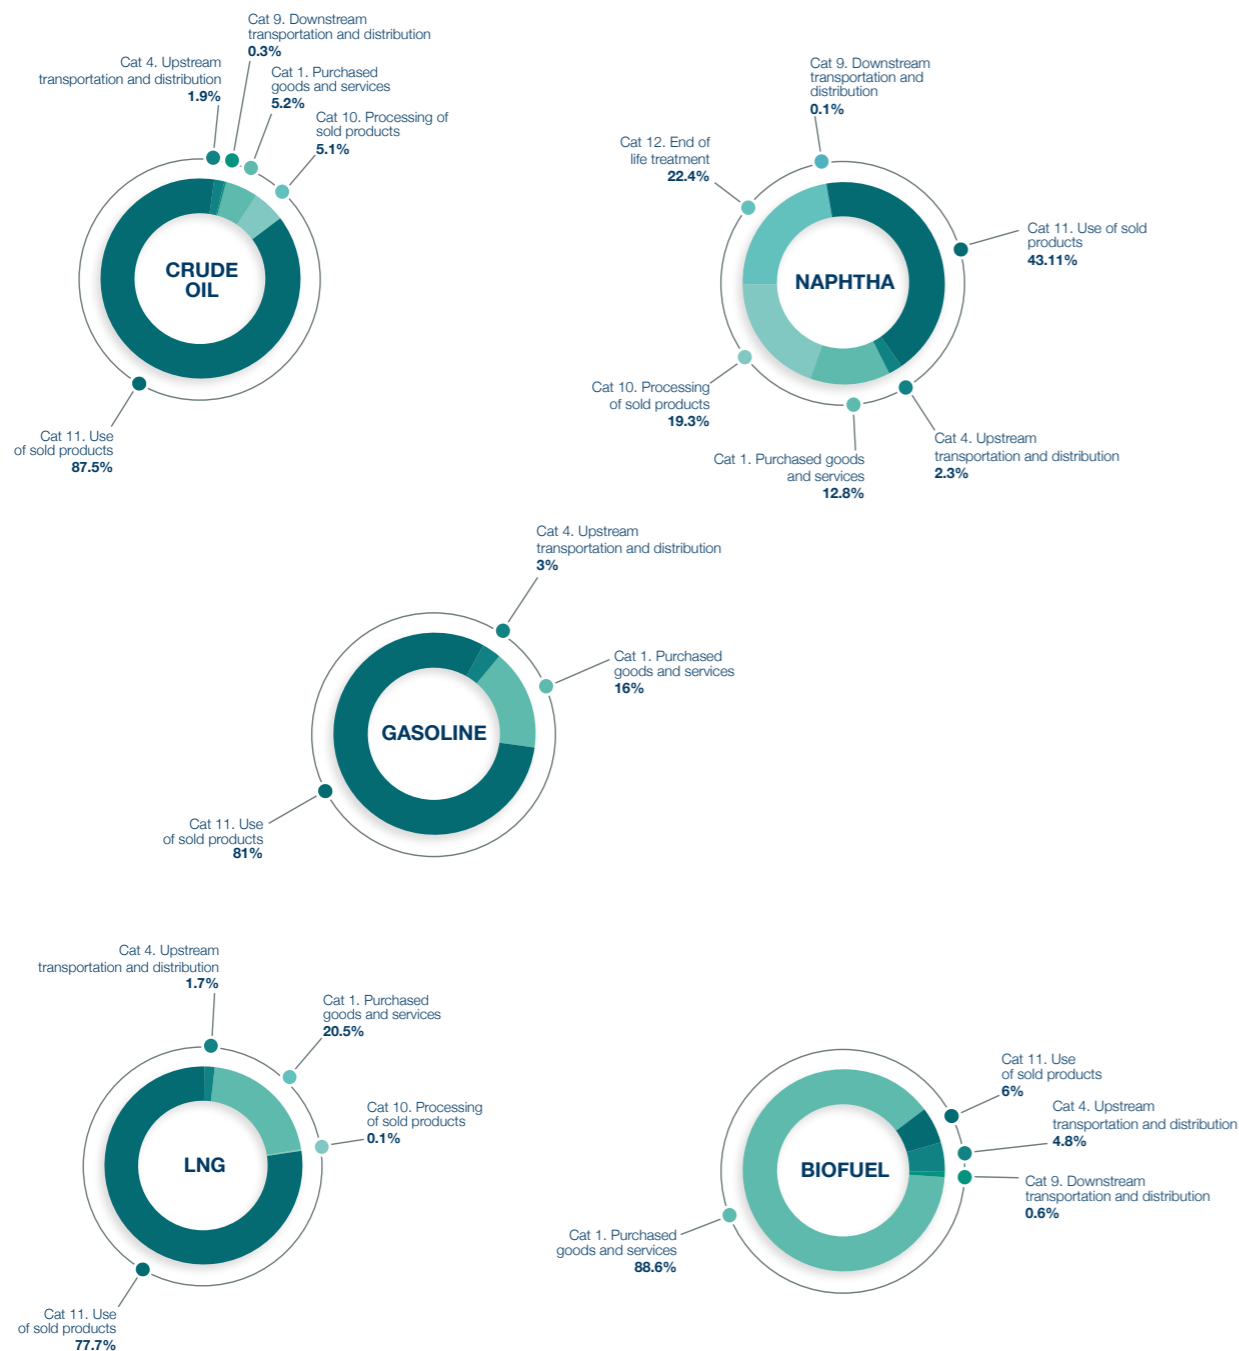 Cat 9. Downstream
transportation and distribution
0.3%
Cat 4. Upstream
transportation and distribution
1.9%
Cat 1. Purchased
goods and services
5.2%
Cat 10. Processing of
sold products
5.1%
CRUDE
OIL
Cat 11. Use
of sold products
87.5%
Cat 9. Downstream
transportation and
distribution
0.1%
Cat 12. End of
life treatment
22.4%
Cat 11. Use of sold
products
43.11%
NAPHTHA
Cat 10. Processing
of sold products
19.3%
Cat 4. Upstream
transportation and distribution
2.3%
Cat 1. Purchased goods
and services
12.8%
Cat 4. Upstream
transportation and distribution
3%
Cat 1. Purchased
goods and services
16%
GASOLINE
Cat 11. Use
of sold products
81%
Cat 4. Upstream
transportation and distribution
1.7%
Cat 1. Purchased
goods and services
20.5%
Cat 10. Processing
of sold products
0.1%
LNG
Cat 11. Use
of sold products
77.7%
Cat 11. Use
of sold products
6%
Cat 4. Upstream
transportation and distribution
4.8%
BIOFUEL
Cat 9. Downstream
transportation and distribution
0.6%
Cat 1. Purchased
goods and services
88.6%